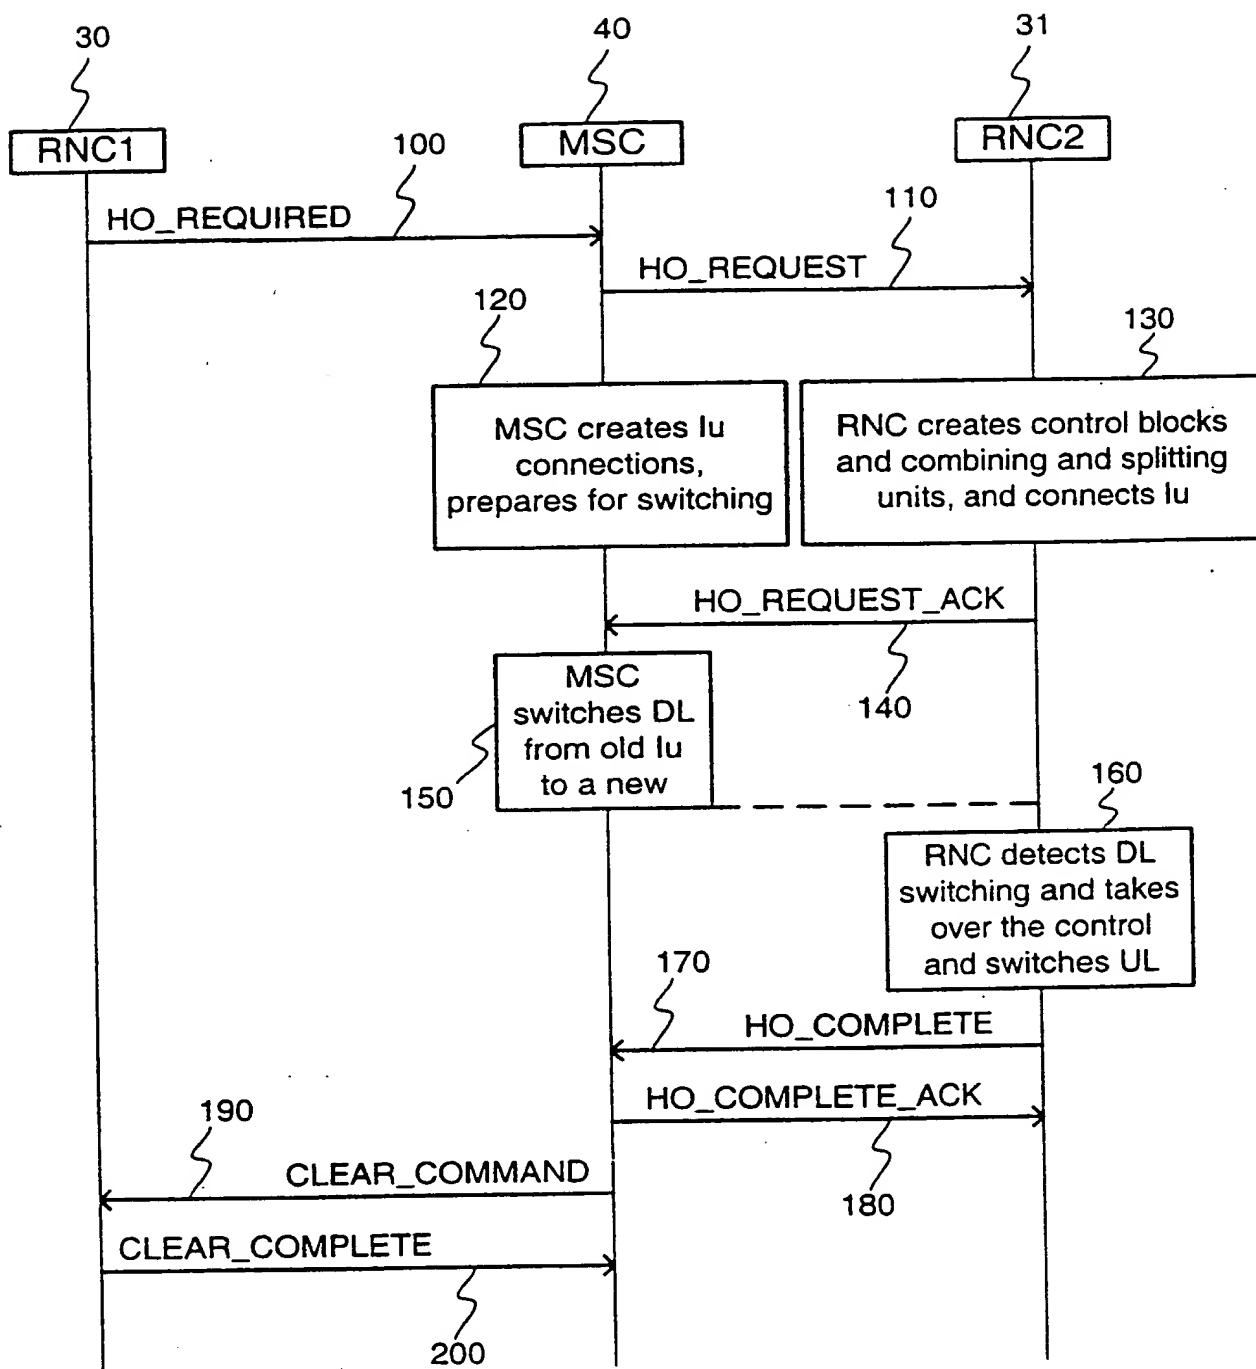 30
40
31
RNC1
MSC
RNC2
100
HO_REQUIRED
110
HO_REQUEST
120
130
MSC creates Iu
connections,
prepares for switching
RNC creates control blocks
and combining and splitting
units, and connects Iu
HO_REQUEST_ACK
140
MSC
switches DL
from old Iu
to a new
150
160
RNC detects DL
switching and takes
over the control
and switches UL
170
HO_COMPLETE
HO_COMPLETE_ACK
180
190
CLEAR_COMMAND
CLEAR_COMPLETE
200